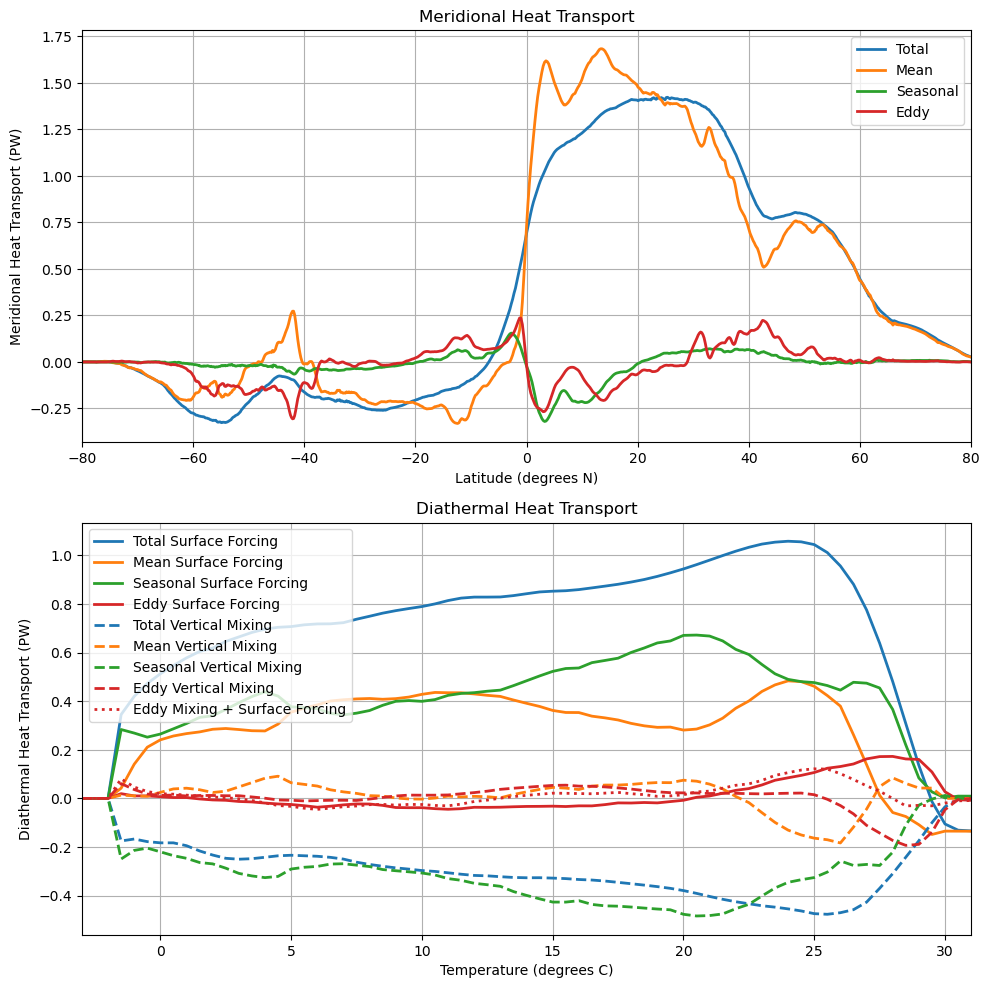 Meridional Heat Transport
1.75
1.50
1.25
1.00
0.75
0.50
0.25
0.00
−0.25
Meridional Heat Transport (PW)
Total
Mean
Seasonal
Eddy
−80 −60 −40 −20 0 20 40 60 80
Latitude (degrees N)
Diathermal Heat Transport
1.0
0.8
0.6
0.4
0.2
0.0
−0.2
−0.4
Diathermal Heat Transport (PW)
Total Surface Forcing
Mean Surface Forcing
Seasonal Surface Forcing
Eddy Surface Forcing
Total Vertical Mixing
Mean Vertical Mixing
Seasonal Vertical Mixing
Eddy Vertical Mixing
Eddy Mixing + Surface Forcing
0 5 10 15 20 25 30
Temperature (degrees C)